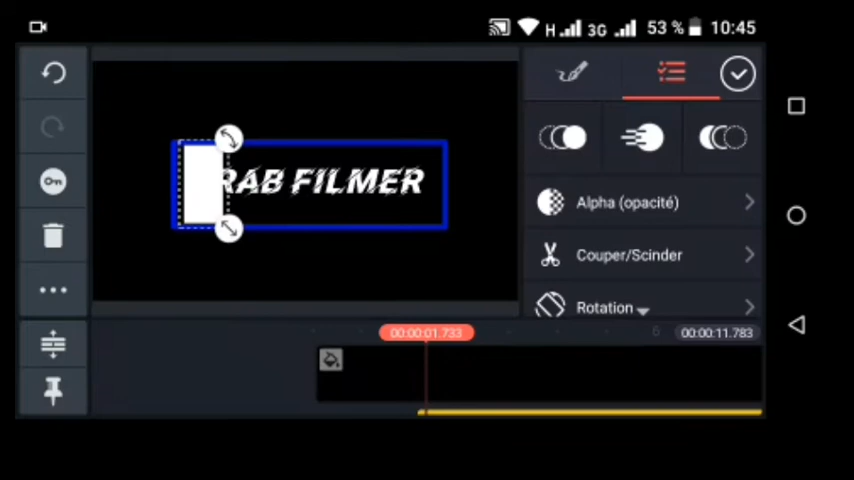 H 3G 53 % 10:45
RAB FILMER
Alpha (opacité)
Couper/Scinder
Rotation
00:00:01.733
6
00:00:11.783